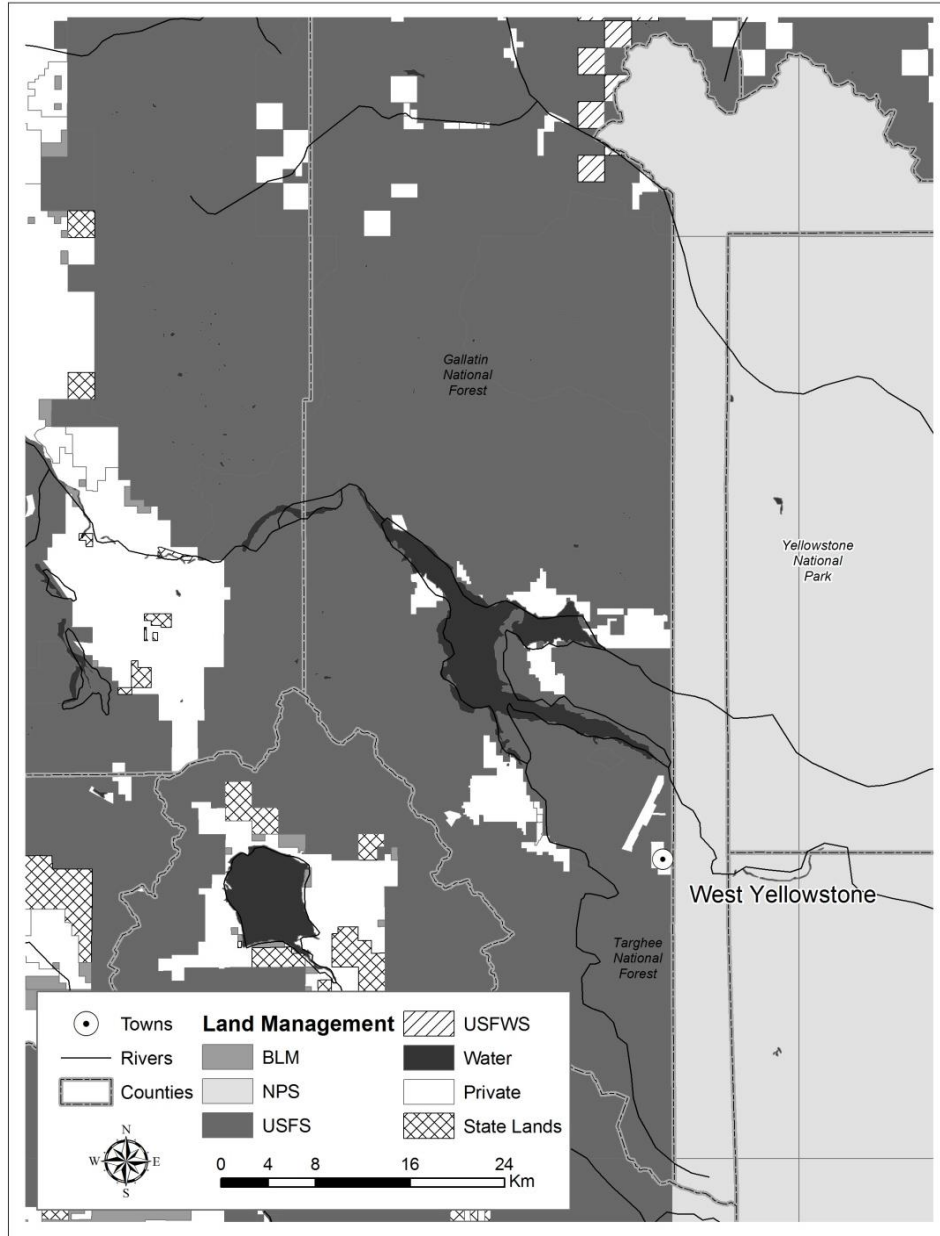 Gallatin
National
Forest
Yellowstone
National
Park
West Yellowstone
Targhee
National
Forest
Towns
Rivers
Counties
Land Management
BLM
NPS
USFS
USFWS
Water
Private
State Lands
N
W E
S
0 4 8 16 24
Km